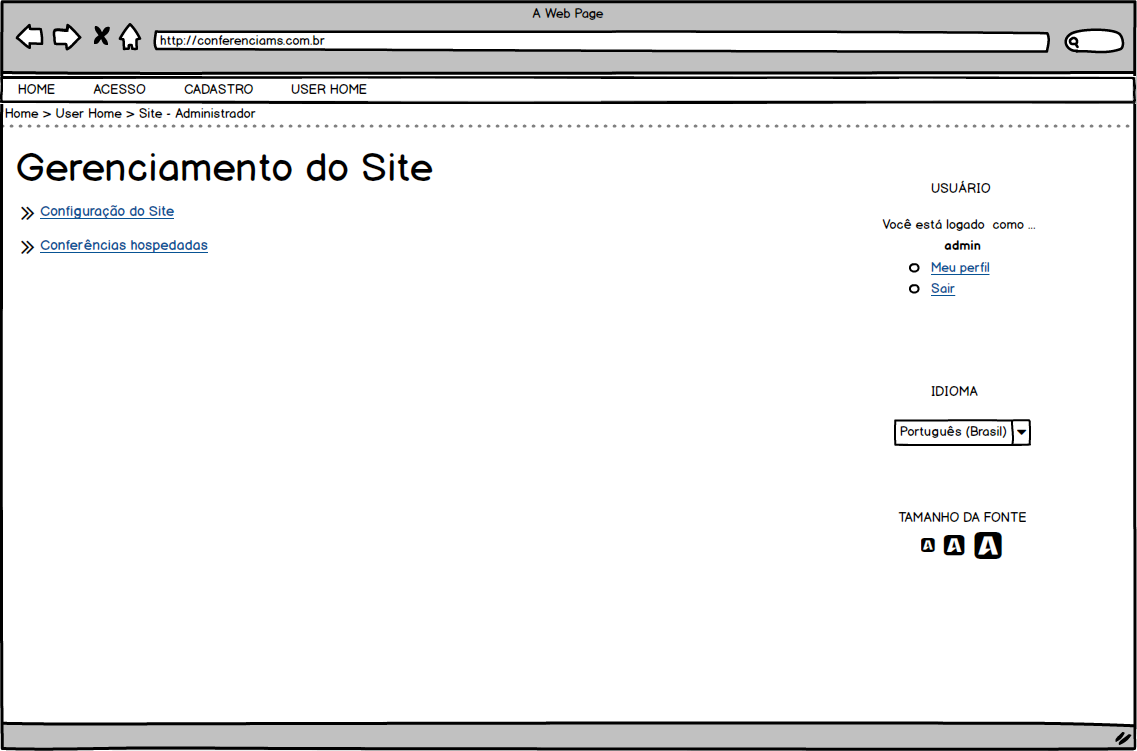 A Web Page
http://conferenciams.com.br
HOME ACESSO CADASTRO USER HOME
Home > User Home > Site - Administrador
Gerenciamento do Site
Configuração do Site
Conferências hospedadas
USUÁRIO
Você está logado como ...
admin
Meu perfil
Sair
IDIOMA
Português (Brasil)
TAMANHO DA FONTE
A A A